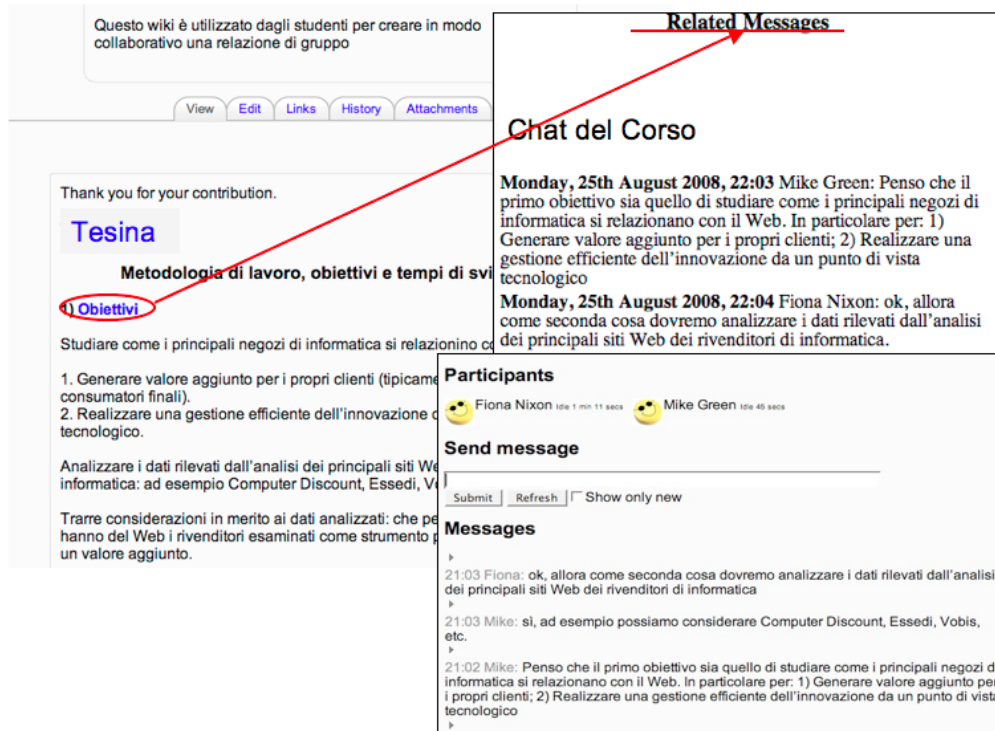 Questo wiki è utilizzato dagli studenti per creare in modo
collaborativo una relazione di gruppo
View Edit Links History Attachments
Thank you for your contribution.
Tesina
Metodologia di lavoro, obiettivi e tempi di svi
1) Obiettivi
Studiare come i principali negozi di informatica si relazionino co
1. Generare valore aggiunto per i propri clienti (tipicame
consumatori finali).
2. Realizzare una gestione efficiente dell'innovazione d
tecnologico.
Analizzare i dati rilevati dall'analisi dei principali siti We
informatica: ad esempio Computer Discount, Essedi, Vo
Trarre considerazioni in merito ai dati analizzati: che pe
hanno del Web i rivenditori esaminati come strumento p
un valore aggiunto.
Related Messages
Chat del Corso
Monday, 25th August 2008, 22:03 Mike Green: Penso che il
primo obiettivo sia quello di studiare come i principali negozi di
informatica si relazionano con il Web. In particolare per: 1)
Generare valore aggiunto per i propri clienti; 2) Realizzare una
gestione efficiente dell'innovazione da un punto di vista
tecnologico
Monday, 25th August 2008, 22:04 Fiona Nixon: ok, allora
come seconda cosa dovremo analizzare i dati rilevati dall'analisi
dei principali siti Web dei rivenditori di informatica.
Participants
Fiona Nixon Idle 1 min 11 secs Mike Green Idle 45 secs
Send message
Submit Refresh Show only new
Messages
21:03 Fiona: ok, allora come seconda cosa dovremo analizzare i dati rilevati dall'analisi
dei principali siti Web dei rivenditori di informatica
21:03 Mike: sì, ad esempio possiamo considerare Computer Discount, Essedi, Vobis,
etc.
21:02 Mike: Penso che il primo obiettivo sia quello di studiare come i principali negozi d
informatica si relazionano con il Web. In particolare per: 1) Generare valore aggiunto per
i propri clienti; 2) Realizzare una gestione efficiente dell'innovazione da un punto di vista
tecnologico